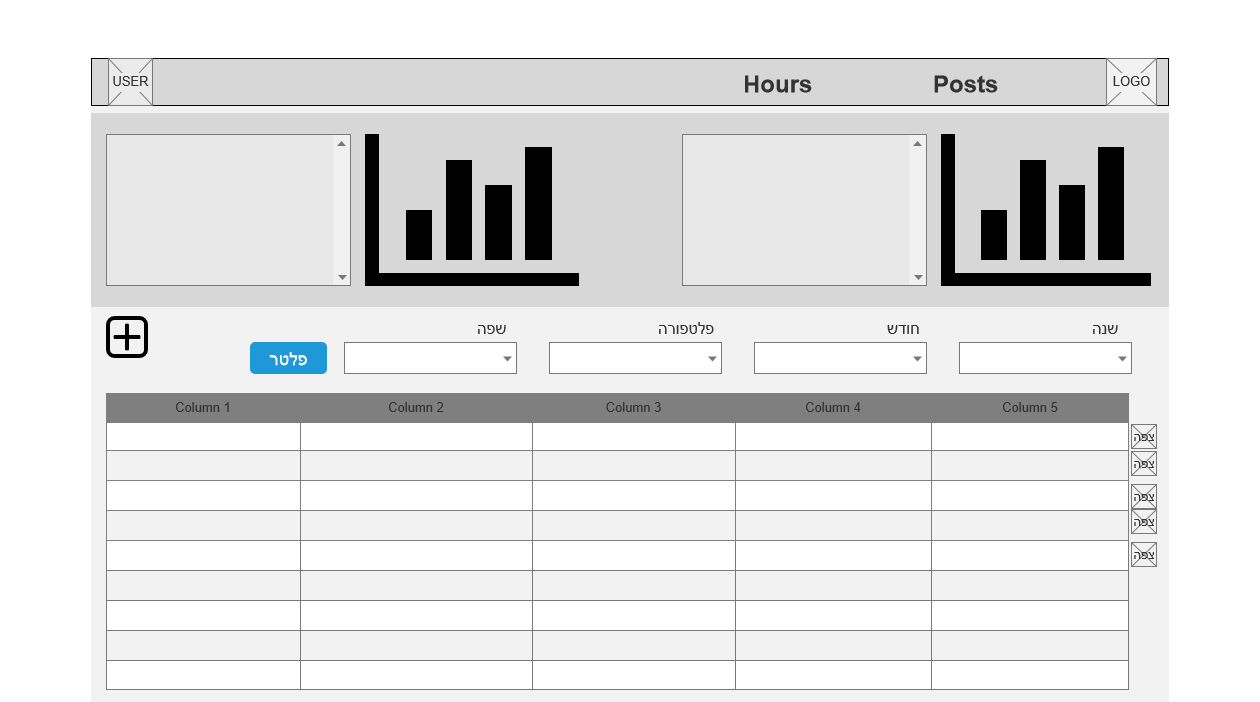 USER
Hours
Posts
LOGO
שנה
חודש
פלטפורה
שפה
פלטר
Column 1
Column 2
Column 3
Column 4
Column 5
צפה
צפה
צפה
צפה
צפה